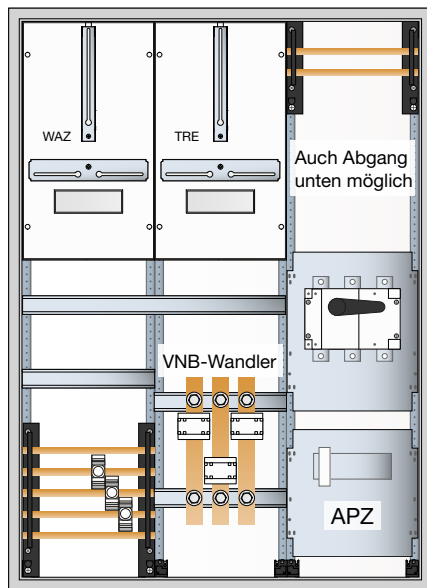 WAZ
TRE
Auch Abgang
unten möglich
VNB-Wandler
APZ